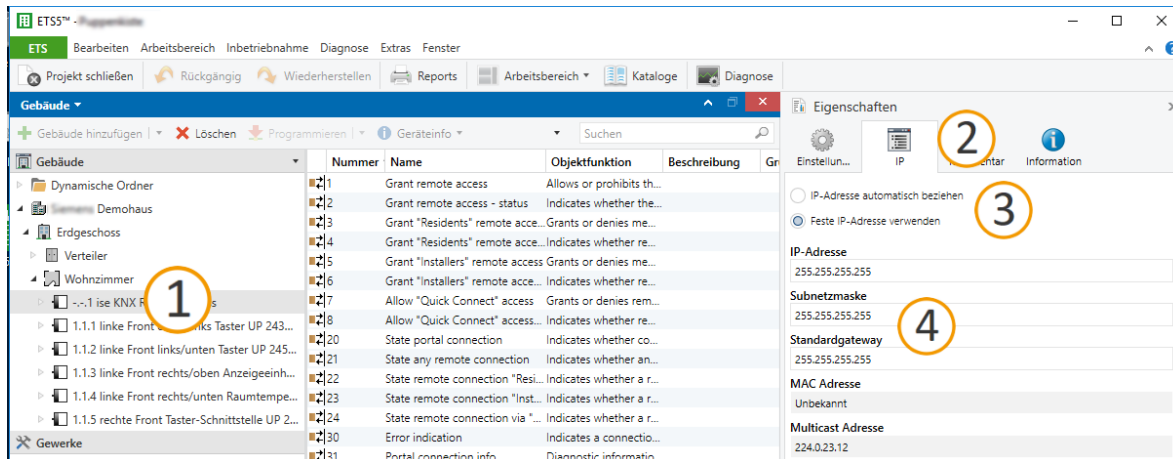 ETS5™ -
ETS Bearbeiten Arbeitsbereich Inbetriebnahme Diagnose Extras Fenster
Projekt schließen Rückgängig Wiederherstellen Reports Arbeitsbereich Kataloge Diagnose
Gebäude
Gebäude hinzufügen Löschen Programmieren Geräteinfo Suchen
Gebäude
Dynamische Ordner
Demohaus
Erdgeschoss
Verteiler
Wohnzimmer
-.-.1 ise KNX
1.1.1 linke Front Taster UP 243...
1.1.2 linke Front links/unten Taster UP 245...
1.1.3 linke Front rechts/oben Anzeigeeinh...
1.1.4 linke Front rechts/unten Raumtempe...
1.1.5 rechte Front Taster-Schnittstelle UP 2...
Gewerke
1
Nummer Name Objektfunktion Beschreibung Gr
1 Grant remote access Allows or prohibits th...
2 Grant remote access - status Indicates whether the...
3 Grant "Residents" remote acce... Grants or denies me...
4 Grant "Residents" remote acce... Indicates whether re...
5 Grant "Installers" remote access Grants or denies me...
6 Grant "Installers" remote acce... Indicates whether re...
7 Allow "Quick Connect" access Grants or denies rem...
8 Allow "Quick Connect" access... Indicates whether re...
20 State portal connection Indicates whether co...
21 State any remote connection Indicates whether an...
22 State remote connection "Resi... Indicates whether a r...
23 State remote connection "Inst... Indicates whether a r...
24 State remote connection via "... Indicates whether a r...
30 Error indication Indicates a connectio...
31 Portal connection info Diagnostic informatio...
Eigenschaften
Einstellun... IP Information
2
IP-Adresse automatisch beziehen
Feste IP-Adresse verwenden
3
IP-Adresse
255.255.255.255
Subnetzmaske
255.255.255.255
4
Standardgateway
255.255.255.255
MAC Adresse
Unbekannt
Multicast Adresse
224.0.23.12